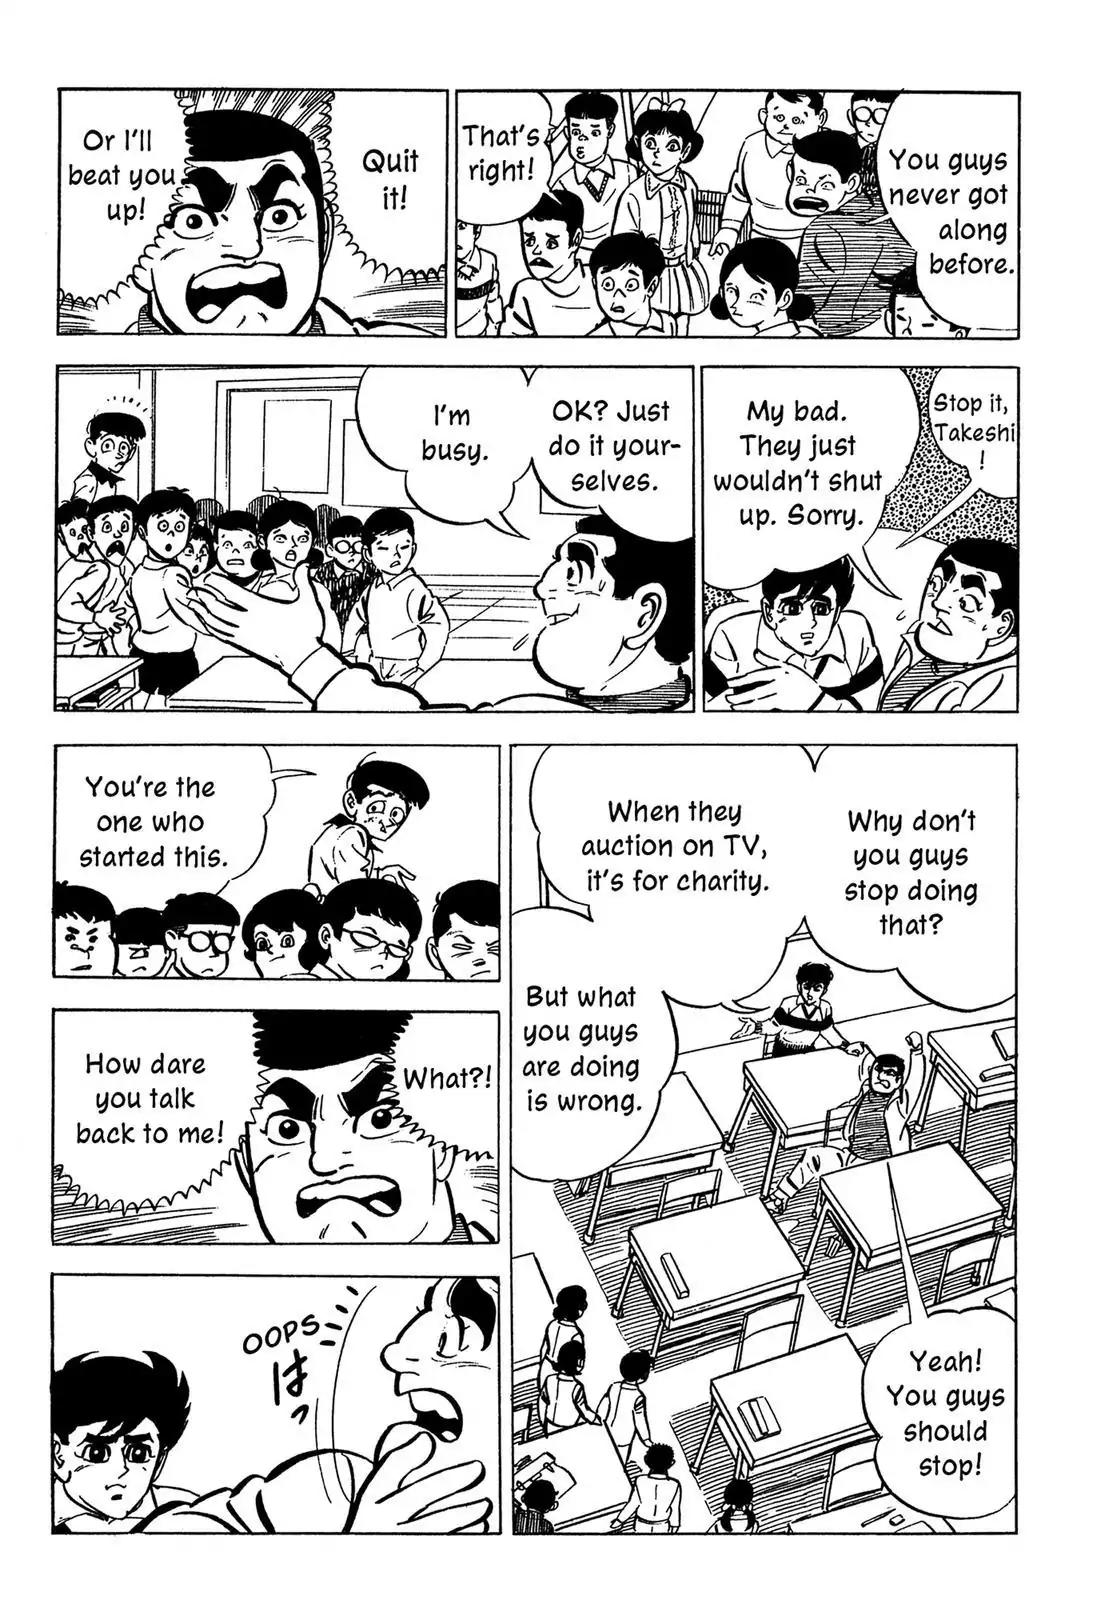 You guys
never got
along
before.
That's
right!
Quit
it!
Or I'll
beat you
up!
Stop it,
Takeshi
!
My bad.
They just
wouldn't shut
up. Sorry.
OK? Just
do it your-
selves.
I'm
busy.
Why don't
you guys
stop doing
that?
When they
auction on TV,
it's for charity.
But what
you guys
are doing
is wrong.
Yeah!
You guys
should
stop!
You're the
one who
started this.
What?!
How dare
you talk
back to me!
OOPS
はっ